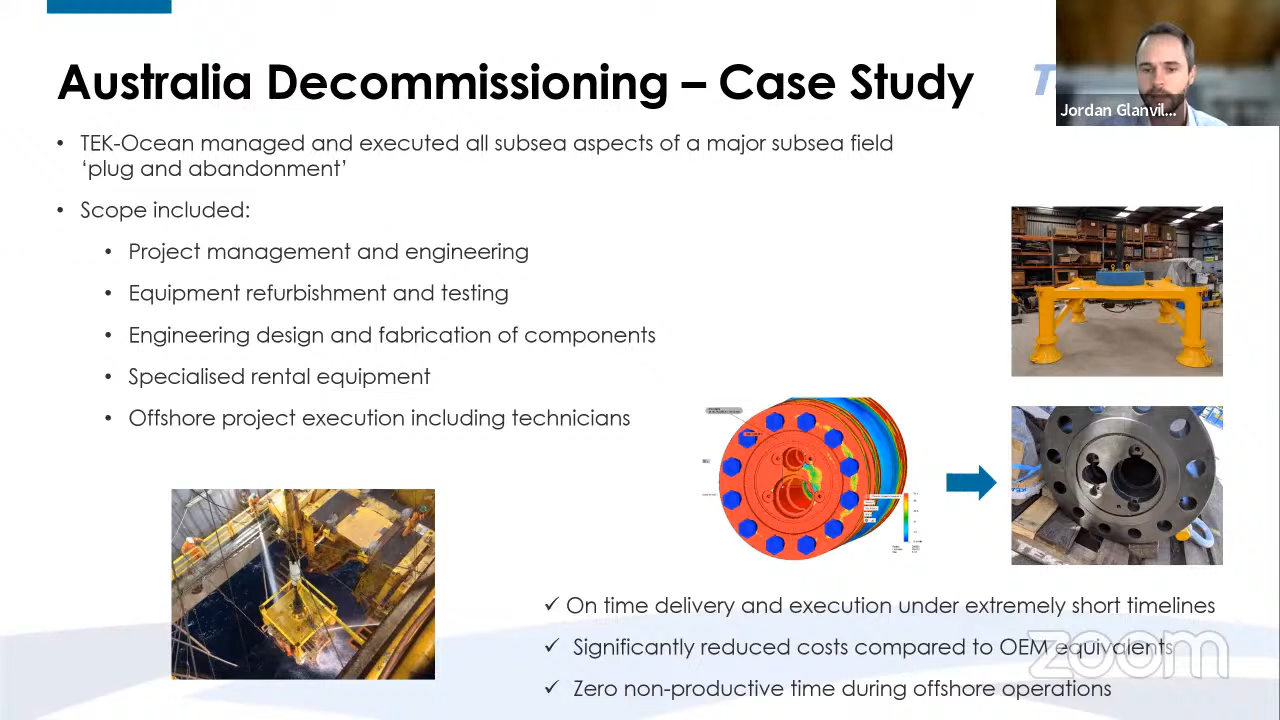 Australia Decommissioning – Case Study
Jordan Glanvil...
• TEK-Ocean managed and executed all subsea aspects of a major subsea field
‘plug and abandonment’
• Scope included:
• Project management and engineering
• Equipment refurbishment and testing
• Engineering design and fabrication of components
• Specialised rental equipment
• Offshore project execution including technicians
✓ On time delivery and execution under extremely short timelines
✓ Significantly reduced costs compared to OEM equivalents
✓ Zero non-productive time during offshore operations
zoom